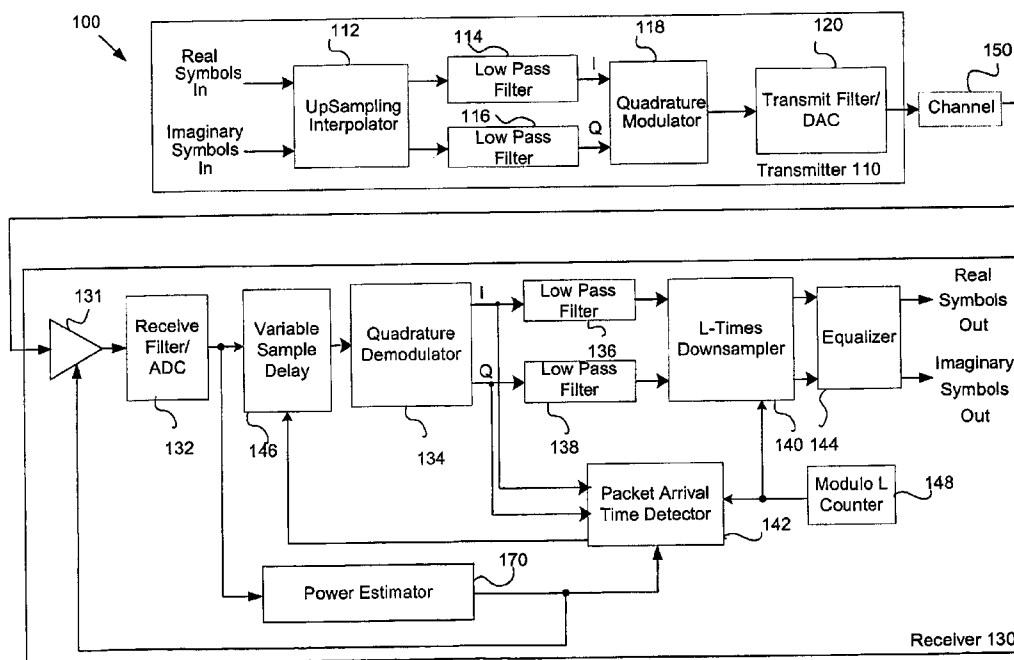 100
112
114
118
120
150
Real
Symbols
In
Imaginary
Symbols
In
UpSampling
Interpolator
Low Pass
Filter
I
116
Low Pass
Filter
Q
Quadrature
Modulator
Transmit Filter/
DAC
Channel
Transmitter 110
131
Receive
Filter/
ADC
132
Variable
Sample
Delay
146
Quadrature
Demodulator
134
I
Q
Low Pass
Filter
136
Low Pass
Filter
138
L-Times
Downsampler
140
Equalizer
144
Real
Symbols
Out
Imaginary
Symbols
Out
Packet Arrival
Time Detector
142
Modulo L
Counter
148
Power Estimator
170
Receiver 130